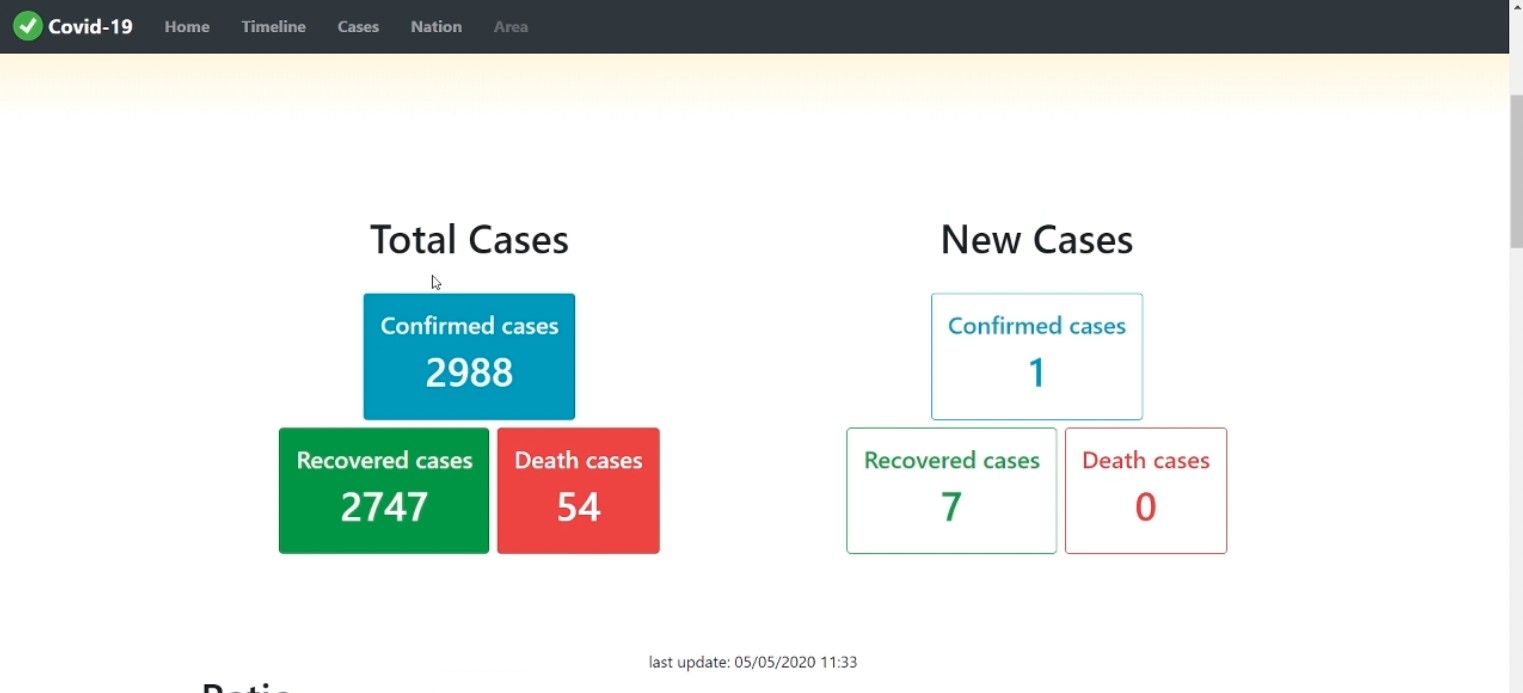 Covid-19 Home Timeline Cases Nation Area
Total Cases
Confirmed cases
2988
Recovered cases
2747
Death cases
54
New Cases
Confirmed cases
1
Recovered cases
7
Death cases
0
last update: 05/05/2020 11:33
Ratio